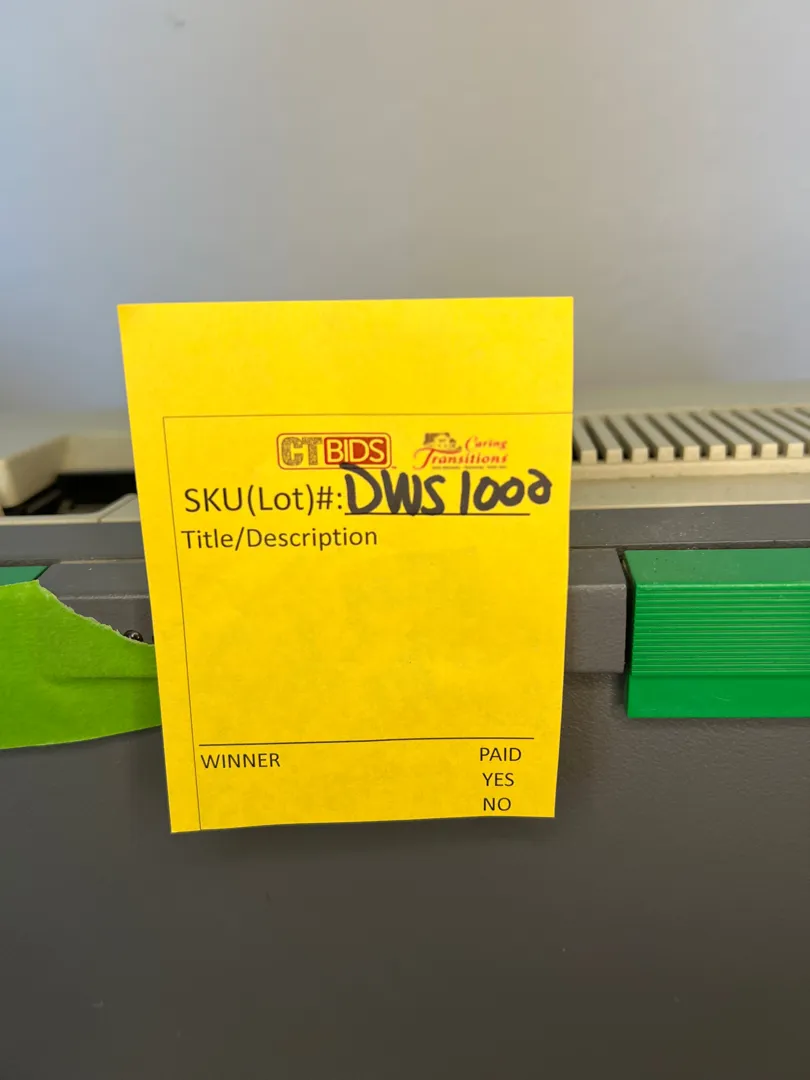 CTBIDS
Caring
Transitions
SKU(Lot)#: DWS 1002
Title/Description
WINNER
PAID
YES
NO